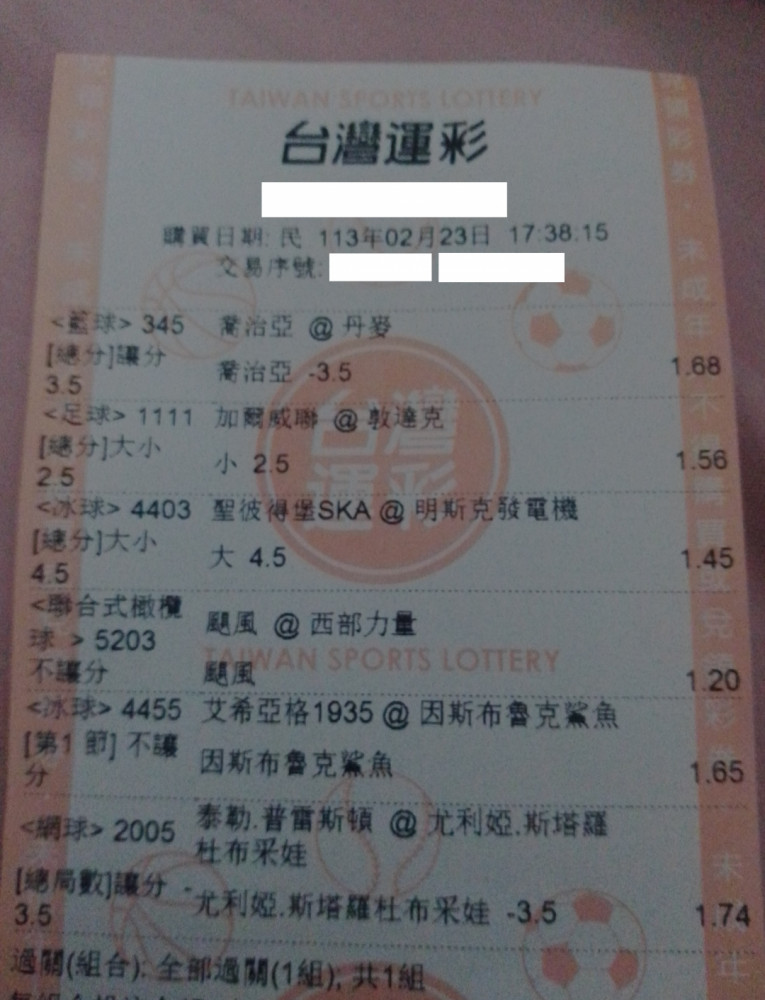 TAIWAN SPORTS LOTTERY
台灣運彩
購買日期: 民 113年02月23日 17:38:15
交易序號:
<籃球> 345 喬治亞 @ 丹麥
[總分]讓分
3.5
喬治亞 -3.5 1.68
<足球> 1111 加爾威聯 @ 敦達克
[總分]大小
2.5
小 2.5 1.56
<冰球> 4403 聖彼得堡SKA @ 明斯克發電機
[總分]大小
4.5
大 4.5 1.45
<聯合式橄欖
球 > 5203
颶風 @ 西部力量
不讓分 颶風 1.20
TAIWAN SPORTS LOTTERY
<冰球> 4455 艾希亞格1935 @ 因斯布魯克鯊魚
[第1 節] 不讓
分
因斯布魯克鯊魚 1.65
<網球> 2005 泰勒.普雷斯頓 @ 尤利婭.斯塔羅
杜布采娃
[總局數]讓分 -
3.5
尤利婭.斯塔羅杜布采娃 -3.5 1.74
過關(組合): 全部過關(1組); 共1組
台灣
運彩